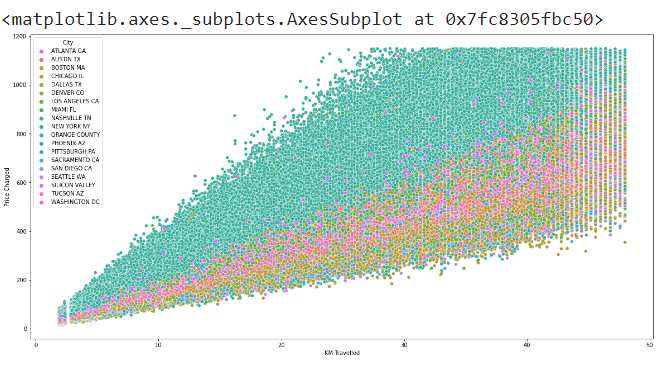 <matplotlib.axes._subplots.AxesSubplot at 0x7fc8305fbc50>
1200
1000
800
600
400
200
0
Price Charged
City
ATLANTA GA
AUSTIN TX
BOSTON MA
CHICAGO IL
DALLAS TX
DENVER CO
LOS ANGELES CA
MIAMI FL
NASHVILLE TN
NEW YORK NY
ORANGE COUNTY
PHOENIX AZ
PITTSBURGH PA
SACRAMENTO CA
SAN DIEGO CA
SEATTLE WA
SILICON VALLEY
TUCSON AZ
WASHINGTON DC
0 10 20 30 40 50
KM Travelled